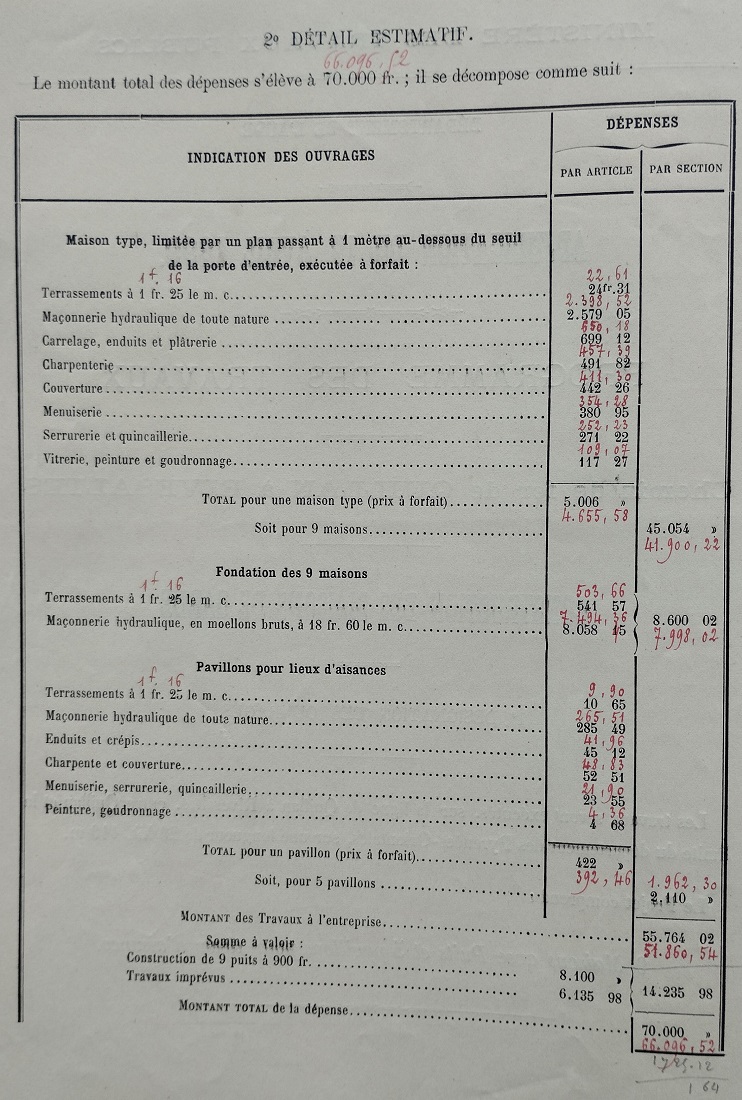 2º DÉTAIL ESTIMATIF.
66.096,52
Le montant total des dépenses s'élève à 70.000 fr. ; il se décompose comme suit :
INDICATION DES OUVRAGES
DÉPENSES
PAR ARTICLE PAR SECTION
Maison type, limitée par un plan passant à 1 mètre au-dessous du seuil
de la porte d'entrée, exécutée à forfait :
1f. 16 22,61
Terrassements à 1 fr. 25 le m. c. 24fr.31
2.398,52
Maçonnerie hydraulique de toute nature 2.579 05
650,18
Carrelage, enduits et plâtrerie 699 12
457,39
Charpenterie 491 82
411,30
Couverture 442 26
354,28
Menuiserie 380 95
252,23
Serrurerie et quincaillerie 271 22
109,07
Vitrerie, peinture et goudronnage 117 27
TOTAL pour une maison type (prix à forfait) 5.006 »
4.655,58
Soit pour 9 maisons 45.054 »
41.900,22
Fondation des 9 maisons
1f. 16 503,66
Terrassements à 1 fr. 25 le m. c. 541 57
7.494,36
Maçonnerie hydraulique, en moellons bruts, à 18 fr. 60 le m. c. 8.058 45 8.600 02
7.998,02
Pavillons pour lieux d'aisances
1f. 16 9,90
Terrassements à 1 fr. 25 le m. c. 10 65
265,51
Maçonnerie hydraulique de toute nature 285 49
41,96
Enduits et crépis 45 12
48,83
Charpente et couverture 52 51
21,90
Menuiserie, serrurerie, quincaillerie 23 55
4,36
Peinture, goudronnage 4 68
TOTAL pour un pavillon (prix à forfait) 422 »
392,46
Soit, pour 5 pavillons 1.962,30
2.110 »
MONTANT des Travaux à l'entreprise 55.764 02
51.860,54
Somme à valoir :
Construction de 9 puits à 900 fr. 8.100 »
Travaux imprévus 6.135 98 14.235 98
MONTANT TOTAL de la dépense 70.000 »
66.096,52
1 64